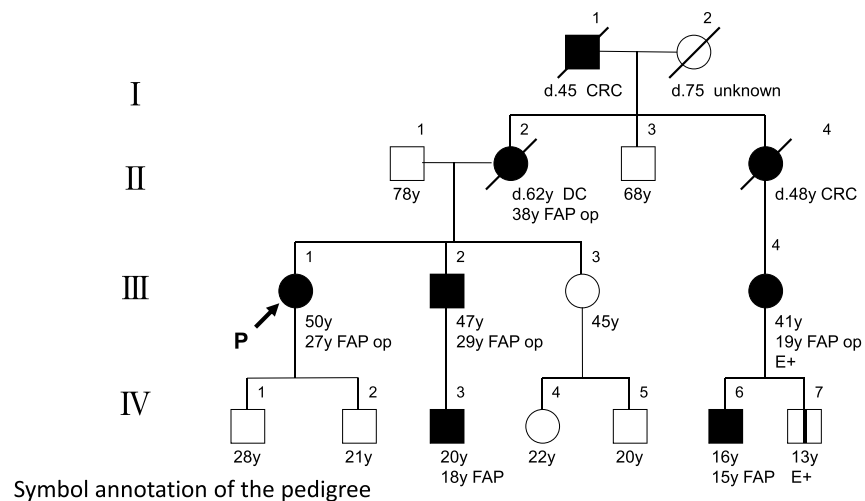 1 2
d.45 CRC d.75 unknown
I
1 2 3 4
II
78y d.62y DC 68y d.48y CRC
38y FAP op
1 2 3 4
III
P 50y 47y 45y 41y
27y FAP op 29y FAP op 19y FAP op
E+
1 2 3 4 5 6 7
IV
28y 21y 20y 22y 20y 16y 13y
18y FAP 15y FAP E+
Symbol annotation of the pedigree